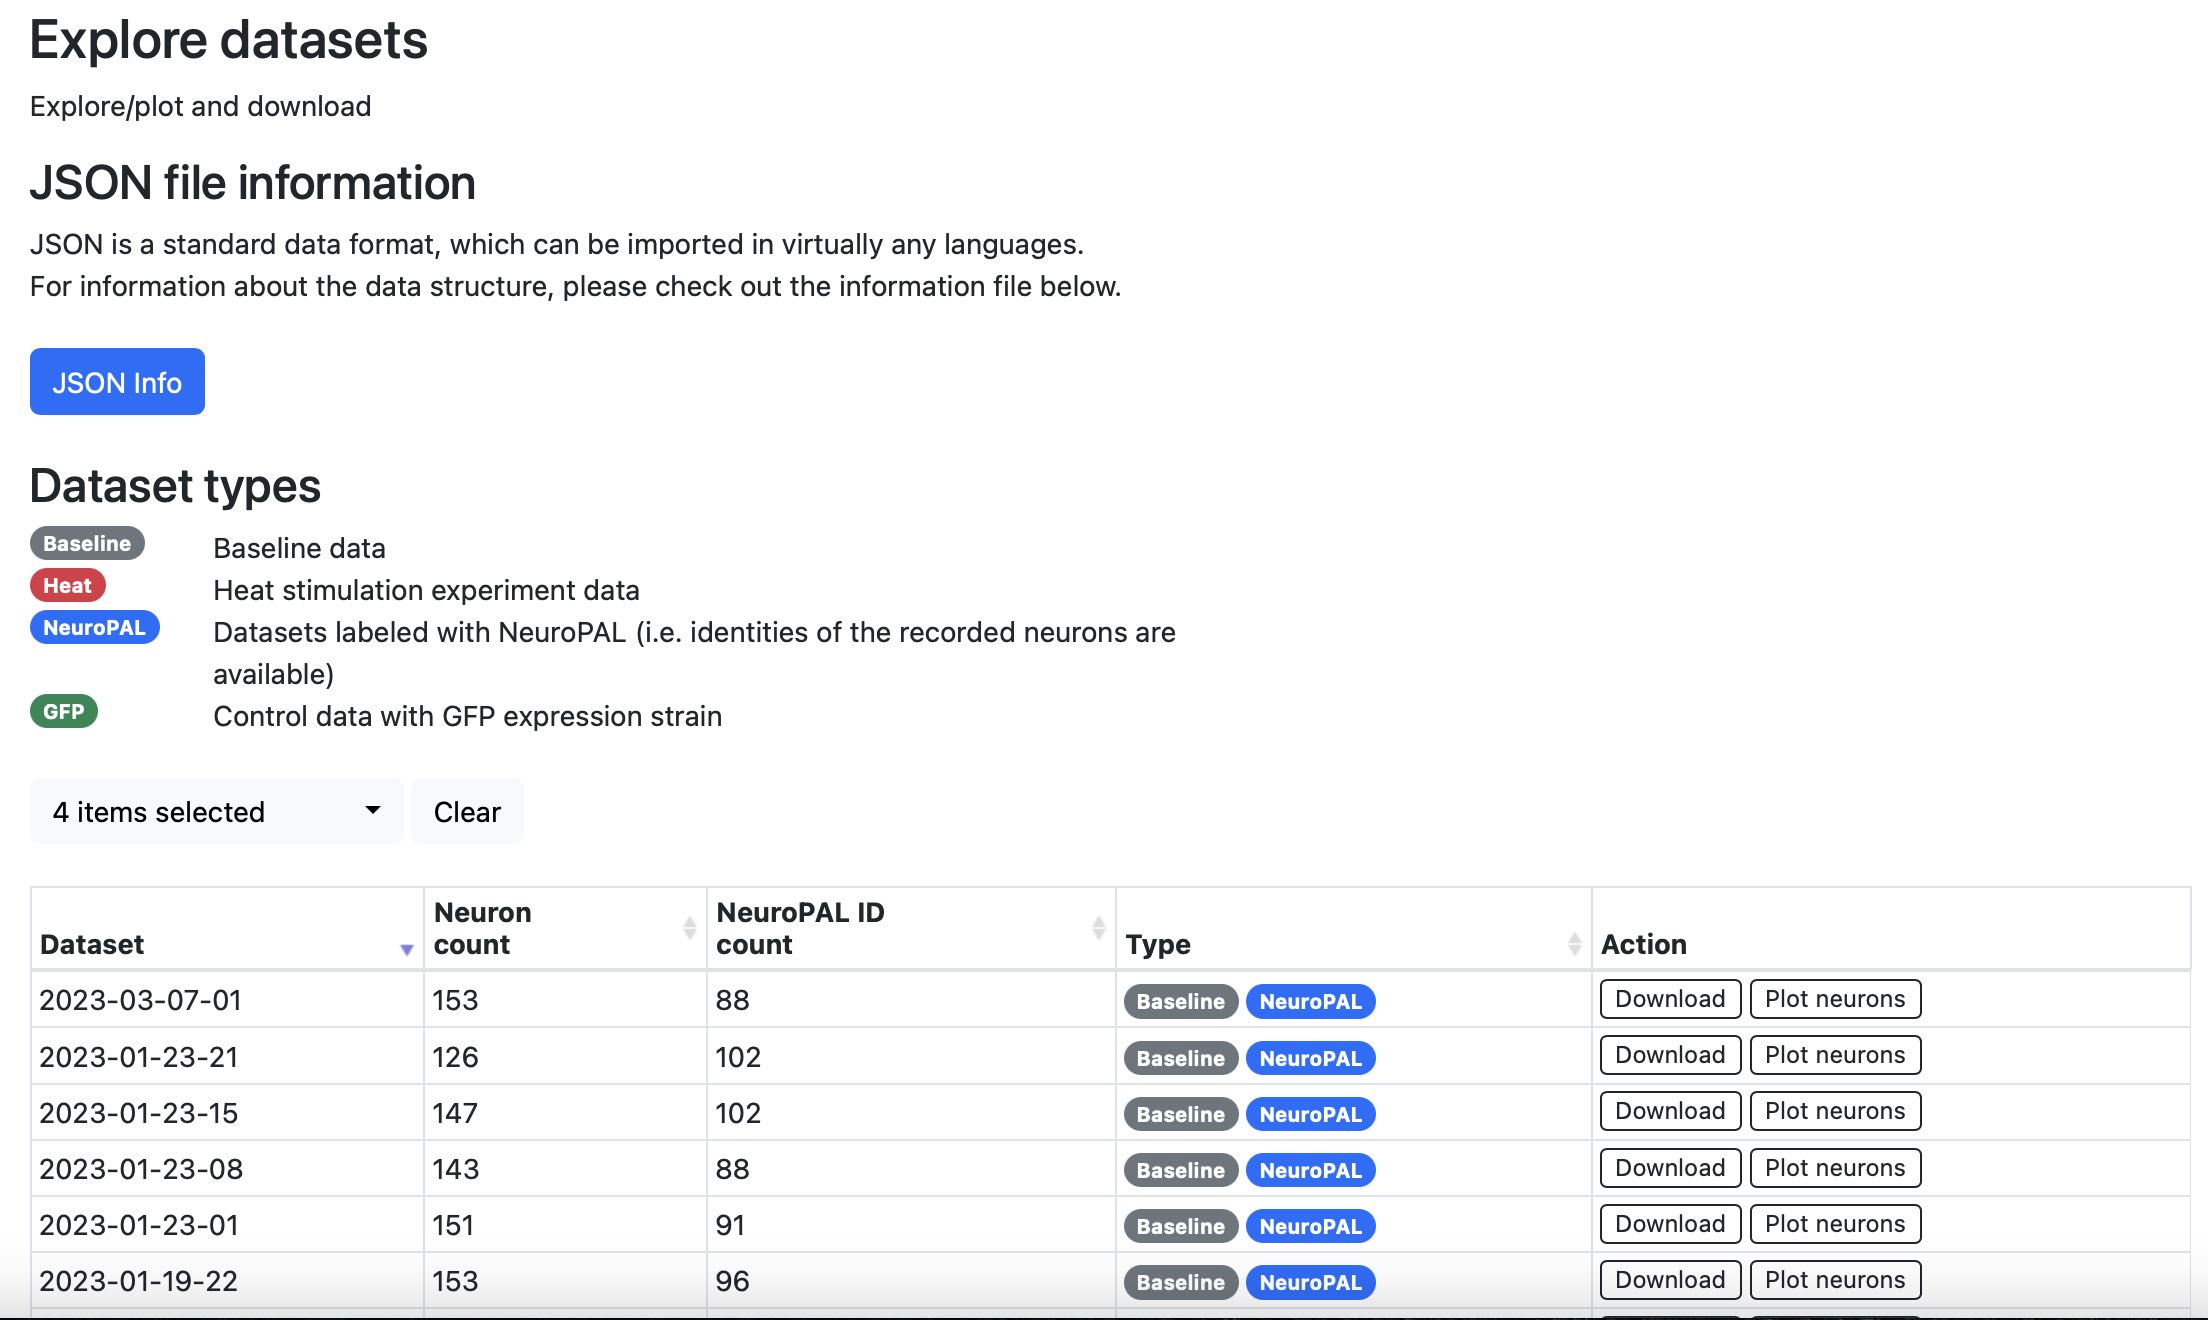 Explore datasets
Explore/plot and download
JSON file information
JSON is a standard data format, which can be imported in virtually any languages.
For information about the data structure, please check out the information file below.
JSON Info
Dataset types
Baseline Baseline data
Heat Heat stimulation experiment data
NeuroPAL Datasets labeled with NeuroPAL (i.e. identities of the recorded neurons are
available)
GFP Control data with GFP expression strain
4 items selected Clear
Dataset Neuron count NeuroPAL ID count Type Action
2023-03-07-01 153 88 Baseline NeuroPAL Download Plot neurons
2023-01-23-21 126 102 Baseline NeuroPAL Download Plot neurons
2023-01-23-15 147 102 Baseline NeuroPAL Download Plot neurons
2023-01-23-08 143 88 Baseline NeuroPAL Download Plot neurons
2023-01-23-01 151 91 Baseline NeuroPAL Download Plot neurons
2023-01-19-22 153 96 Baseline NeuroPAL Download Plot neurons